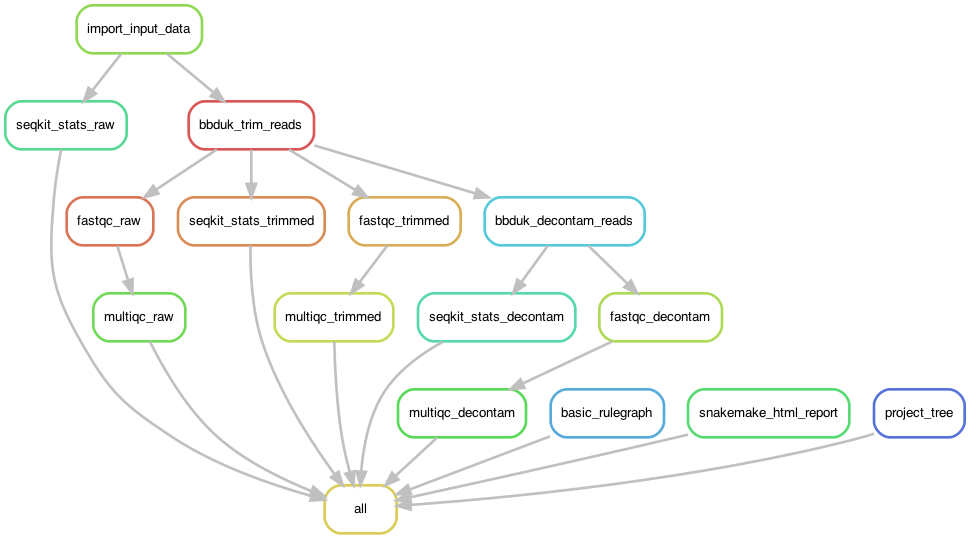 import_input_data
seqkit_stats_raw
bbduk_trim_reads
fastqc_raw
seqkit_stats_trimmed
fastqc_trimmed
bbduk_decontam_reads
multiqc_raw
multiqc_trimmed
seqkit_stats_decontam
fastqc_decontam
multiqc_decontam
basic_rulegraph
snakemake_html_report
project_tree
all